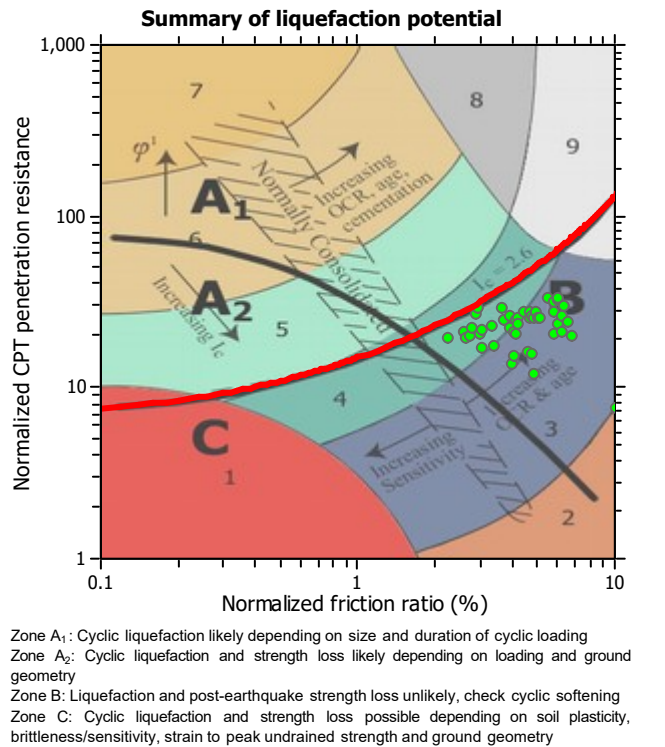 Summary of liquefaction potential
1,000
100
10
1
0.1
1
10
Normalized CPT penetration resistance
Normalized friction ratio (%)
7
8
9
φ'
A1
6
A2
5
4
B
3
C
1
2
Normally Consolidated
Increasing
OCR, age,
cementation
Increasing Ic
Ic = 2.6
Increasing
OCR & age
Increasing
Sensitivity
Zone A1: Cyclic liquefaction likely depending on size and duration of cyclic loading
Zone A2: Cyclic liquefaction and strength loss likely depending on loading and ground
geometry
Zone B: Liquefaction and post-earthquake strength loss unlikely, check cyclic softening
Zone C: Cyclic liquefaction and strength loss possible depending on soil plasticity,
brittleness/sensitivity, strain to peak undrained strength and ground geometry